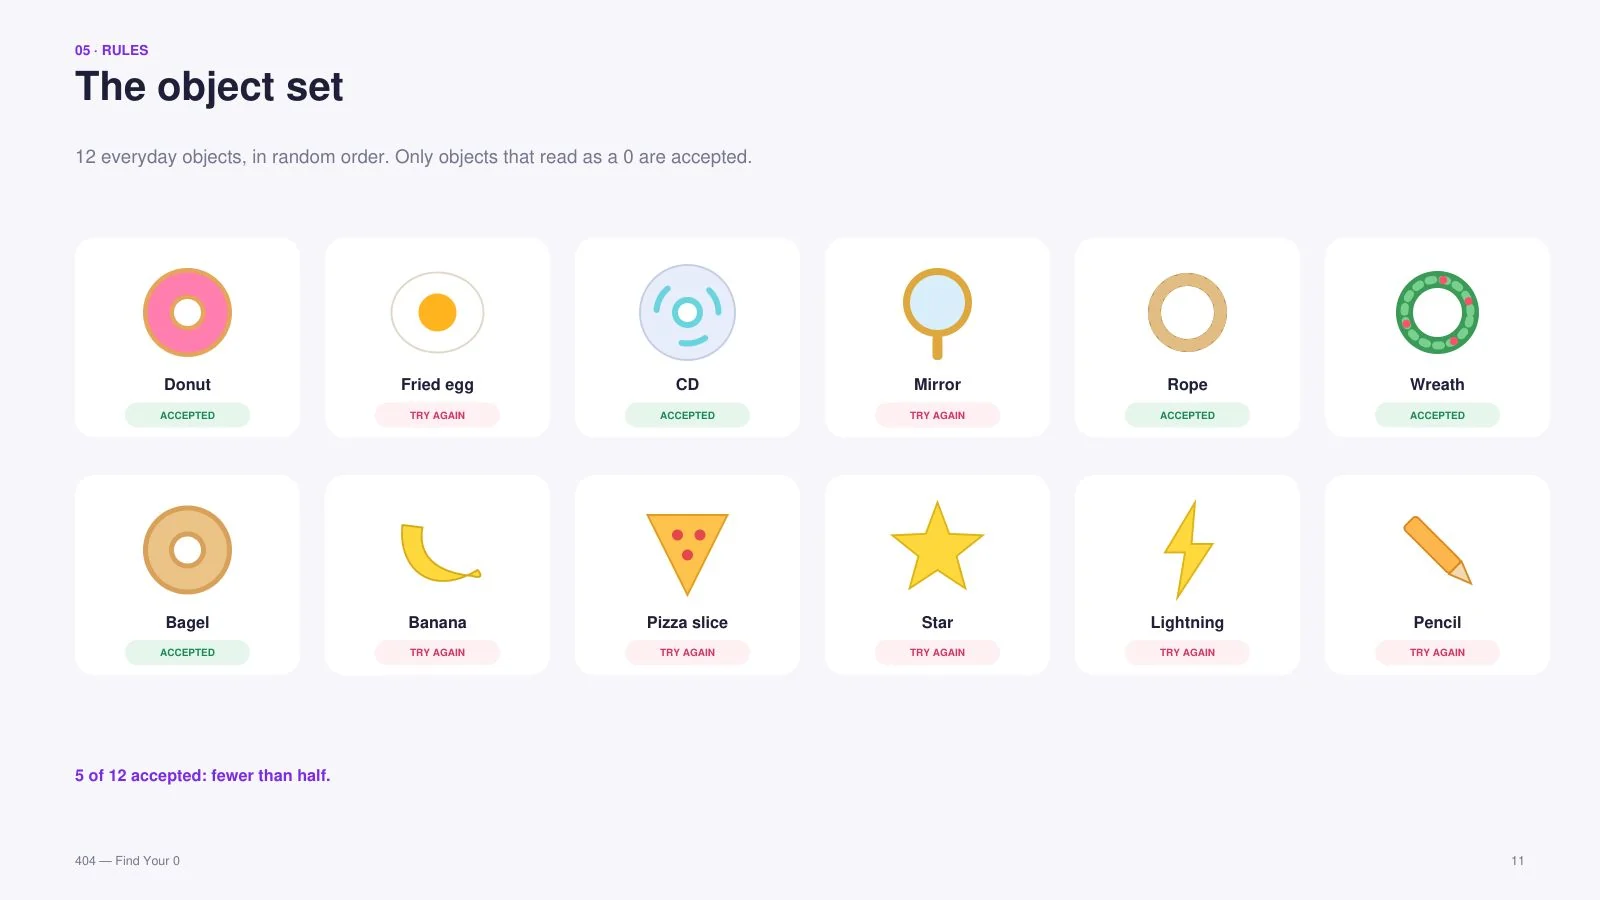 05 · RULES
The object set
12 everyday objects, in random order. Only objects that read as a 0 are accepted.
Donut
ACCEPTED
Fried egg
TRY AGAIN
CD
ACCEPTED
Mirror
TRY AGAIN
Rope
ACCEPTED
Wreath
ACCEPTED
Bagel
ACCEPTED
Banana
TRY AGAIN
Pizza slice
TRY AGAIN
Star
TRY AGAIN
Lightning
TRY AGAIN
Pencil
TRY AGAIN
5 of 12 accepted: fewer than half.
404 — Find Your 0
11